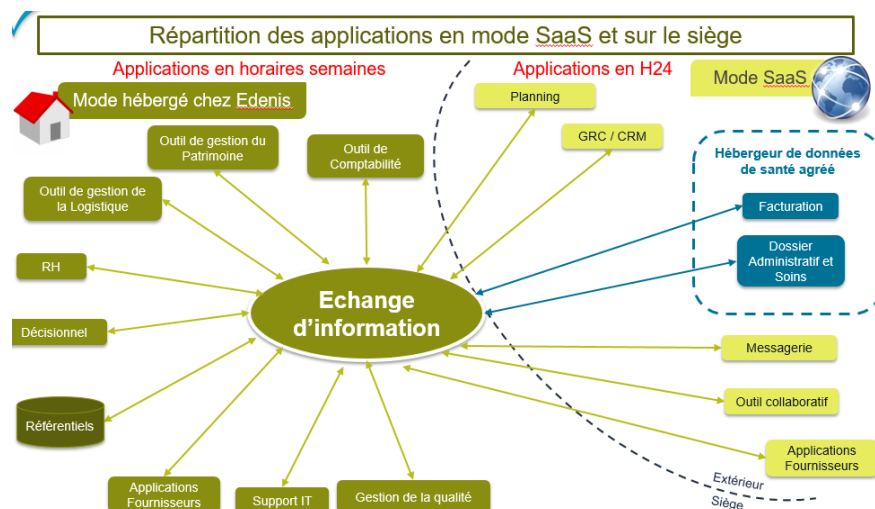 Répartition des applications en mode SaaS et sur le siège
Applications en horaires semaines
Applications en H24
Mode SaaS
Mode hébergé chez Edenis
Planning
GRC / CRM
Outil de gestion du
Patrimoine
Outil de
Comptabilité
Hébergeur de données
de santé agréé
Outil de gestion de
la Logistique
Facturation
RH
Dossier
Administratif et
Soins
Echange
d'information
Décisionnel
Messagerie
Référentiels
Outil collaboratif
Applications
Fournisseurs
Applications
Fournisseurs
Support IT
Gestion de la qualité
Extérieur
Siège